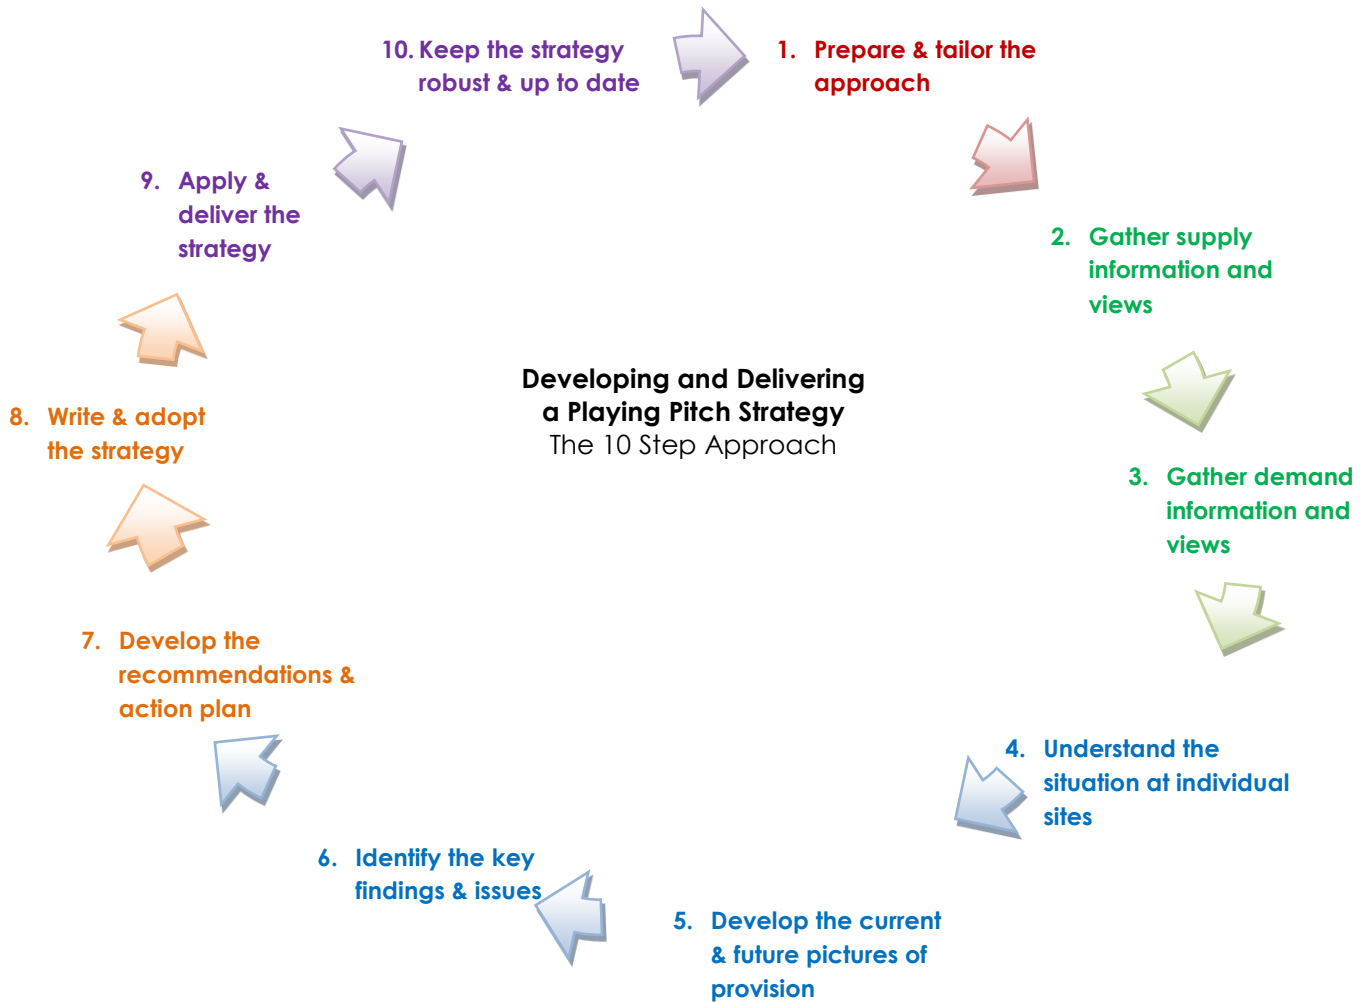 Developing and Delivering
a Playing Pitch Strategy
The 10 Step Approach
1. Prepare & tailor the
approach
2. Gather supply
information and
views
3. Gather demand
information and
views
4. Understand the
situation at individual
sites
5. Develop the current
& future pictures of
provision
6. Identify the key
findings & issues
7. Develop the
recommendations &
action plan
8. Write & adopt
the strategy
9. Apply &
deliver the
strategy
10. Keep the strategy
robust & up to date